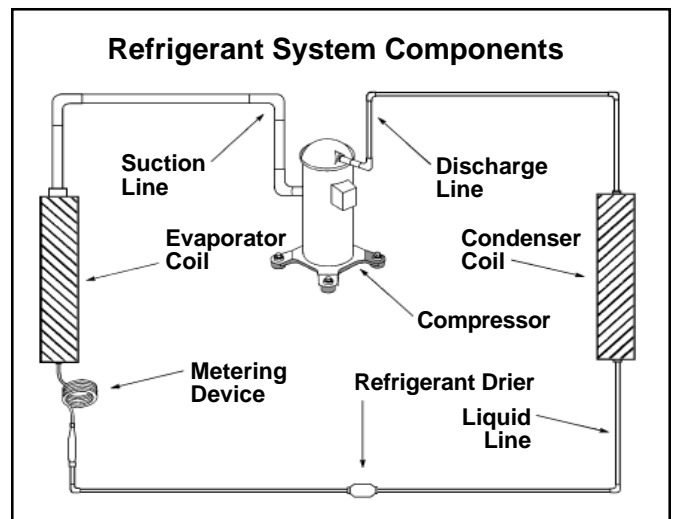 Refrigerant System Components
Suction
Line
Discharge
Line
Evaporator
Coil
Condenser
Coil
Compressor
Metering
Device
Refrigerant Drier
Liquid
Line